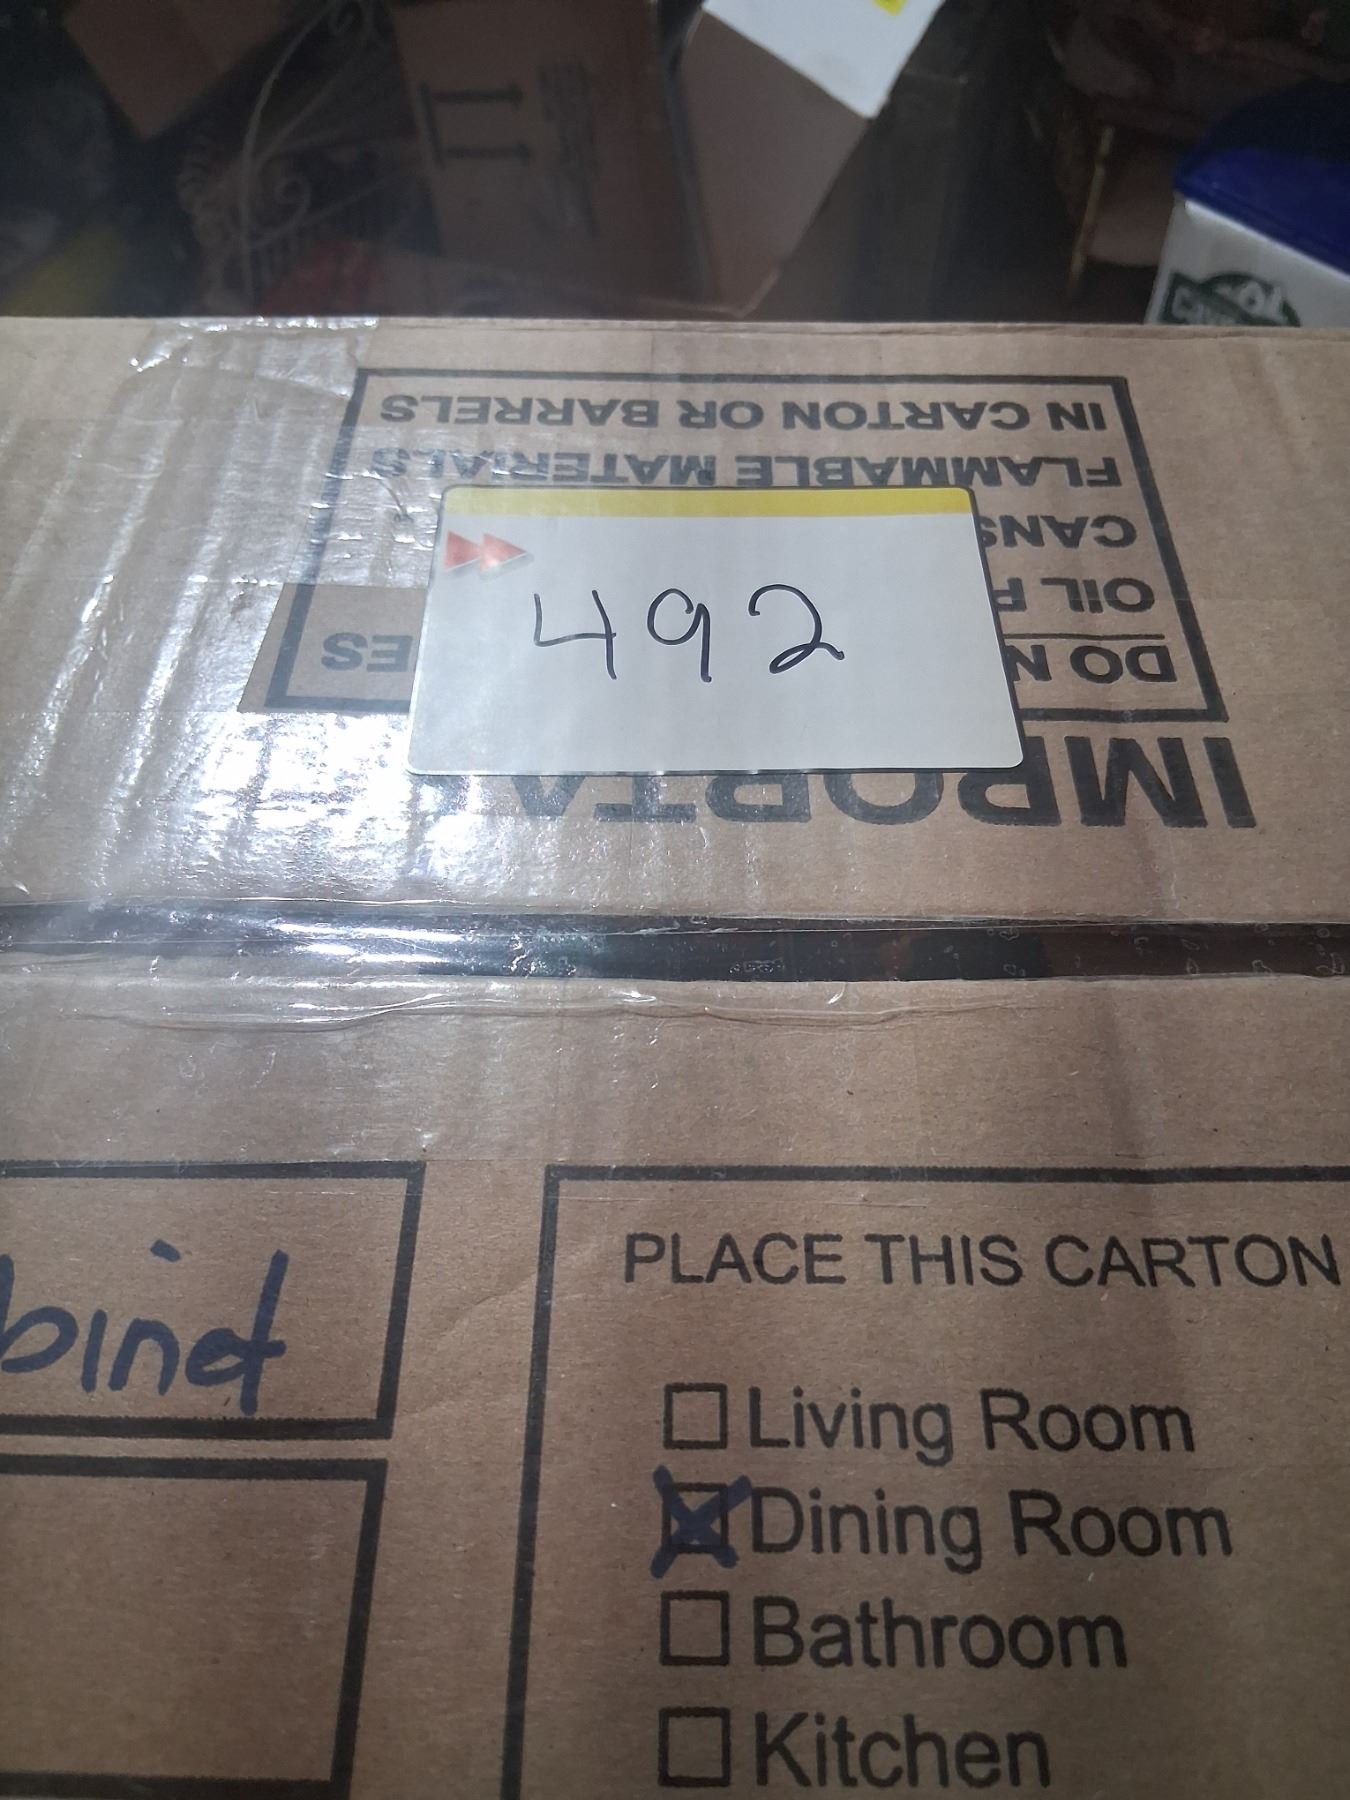 IN CARTON OR BARRELS
FLAMMABLE MATERIALS
CANS
OIL
DO N
ES
IMPORTA
492
PLACE THIS CARTON
Living Room
Dining Room
Bathroom
Kitchen